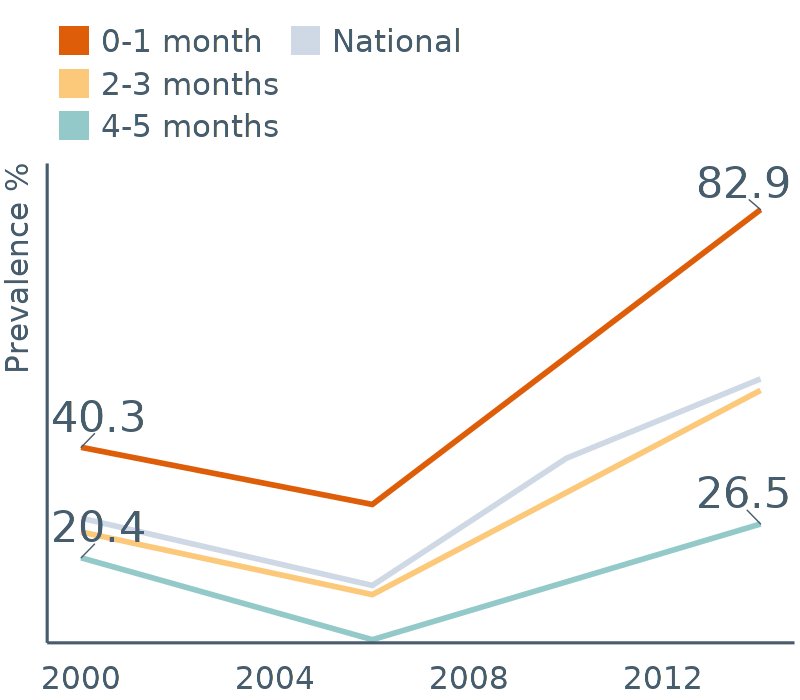 0-1 month National
2-3 months
4-5 months
Prevalence %
82.9
40.3
26.5
20.4
2000 2004 2008 2012